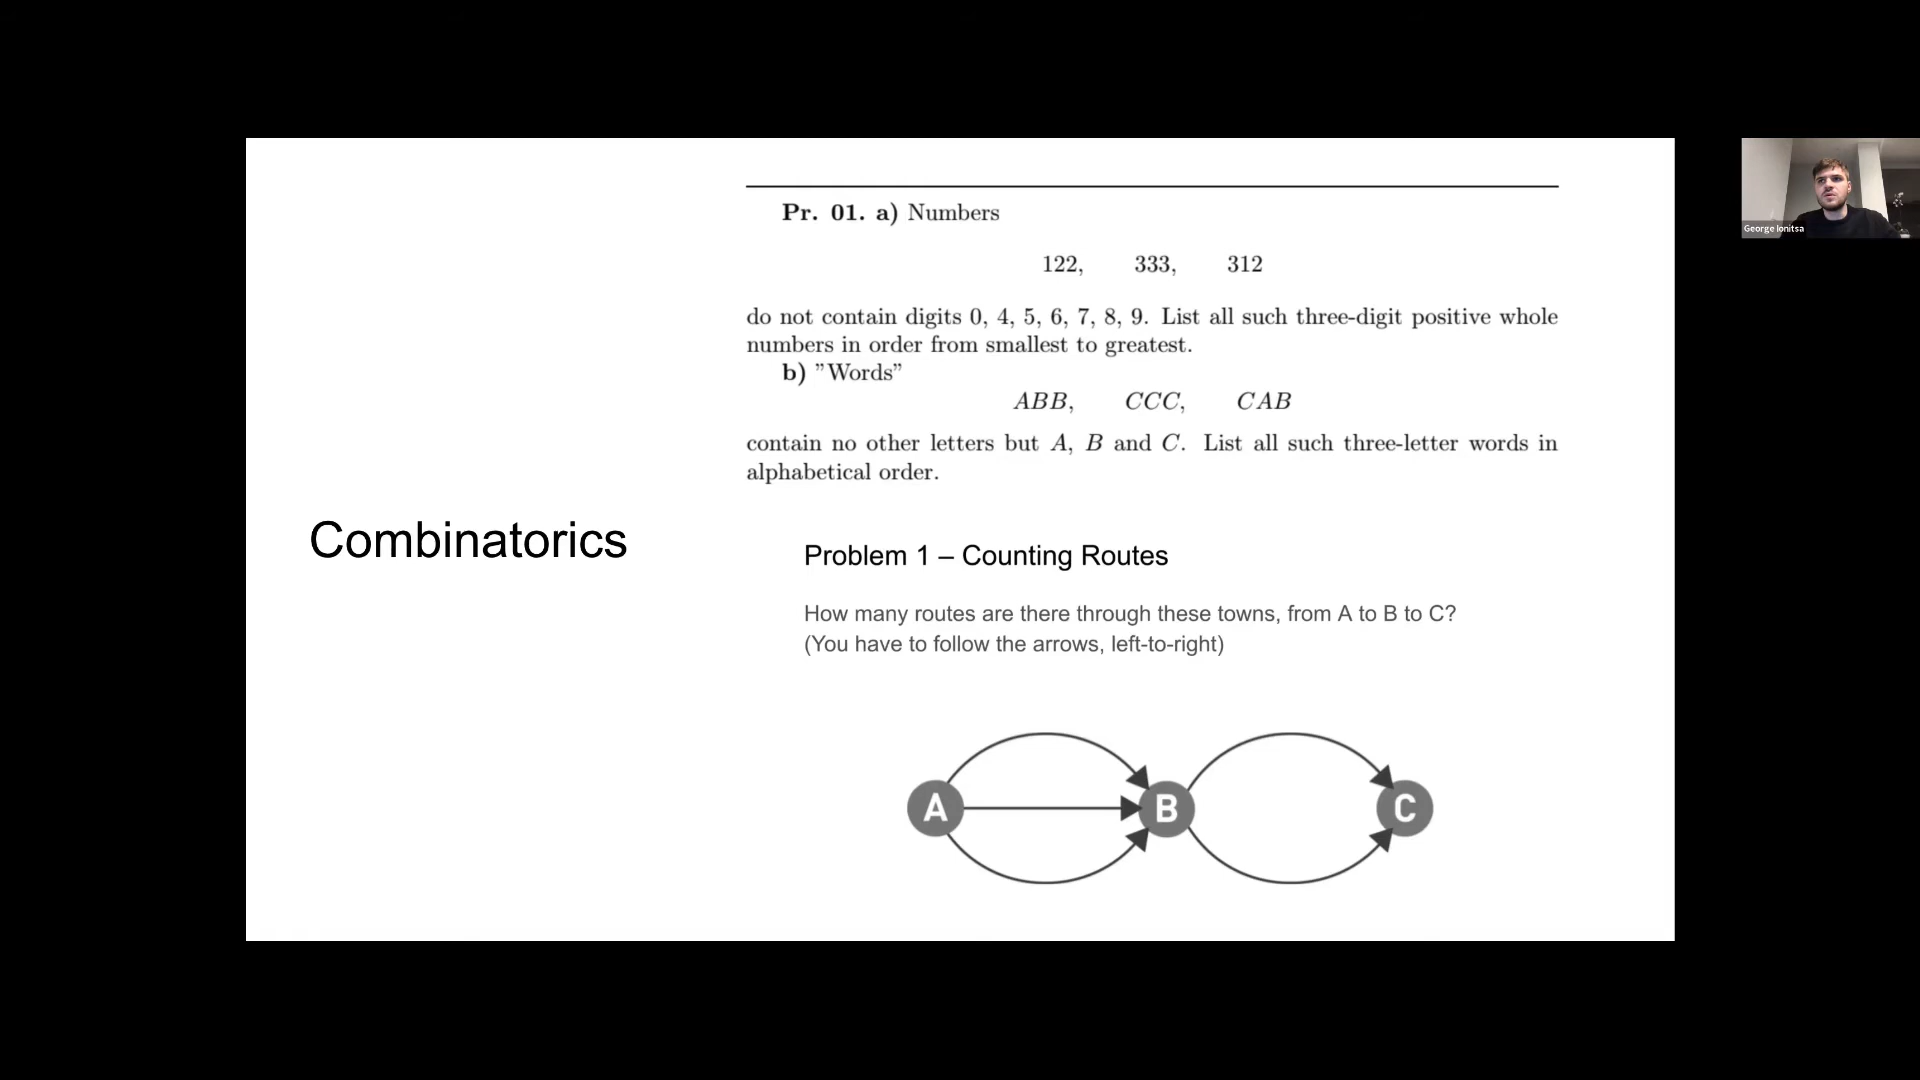 Combinatorics
Pr. 01. a) Numbers
122, 333, 312
do not contain digits 0, 4, 5, 6, 7, 8, 9. List all such three-digit positive whole
numbers in order from smallest to greatest.
b) ”Words”
ABB, CCC, CAB
contain no other letters but A, B and C. List all such three-letter words in
alphabetical order.
Problem 1 – Counting Routes
How many routes are there through these towns, from A to B to C?
(You have to follow the arrows, left-to-right)
A B C
George Ionitsa